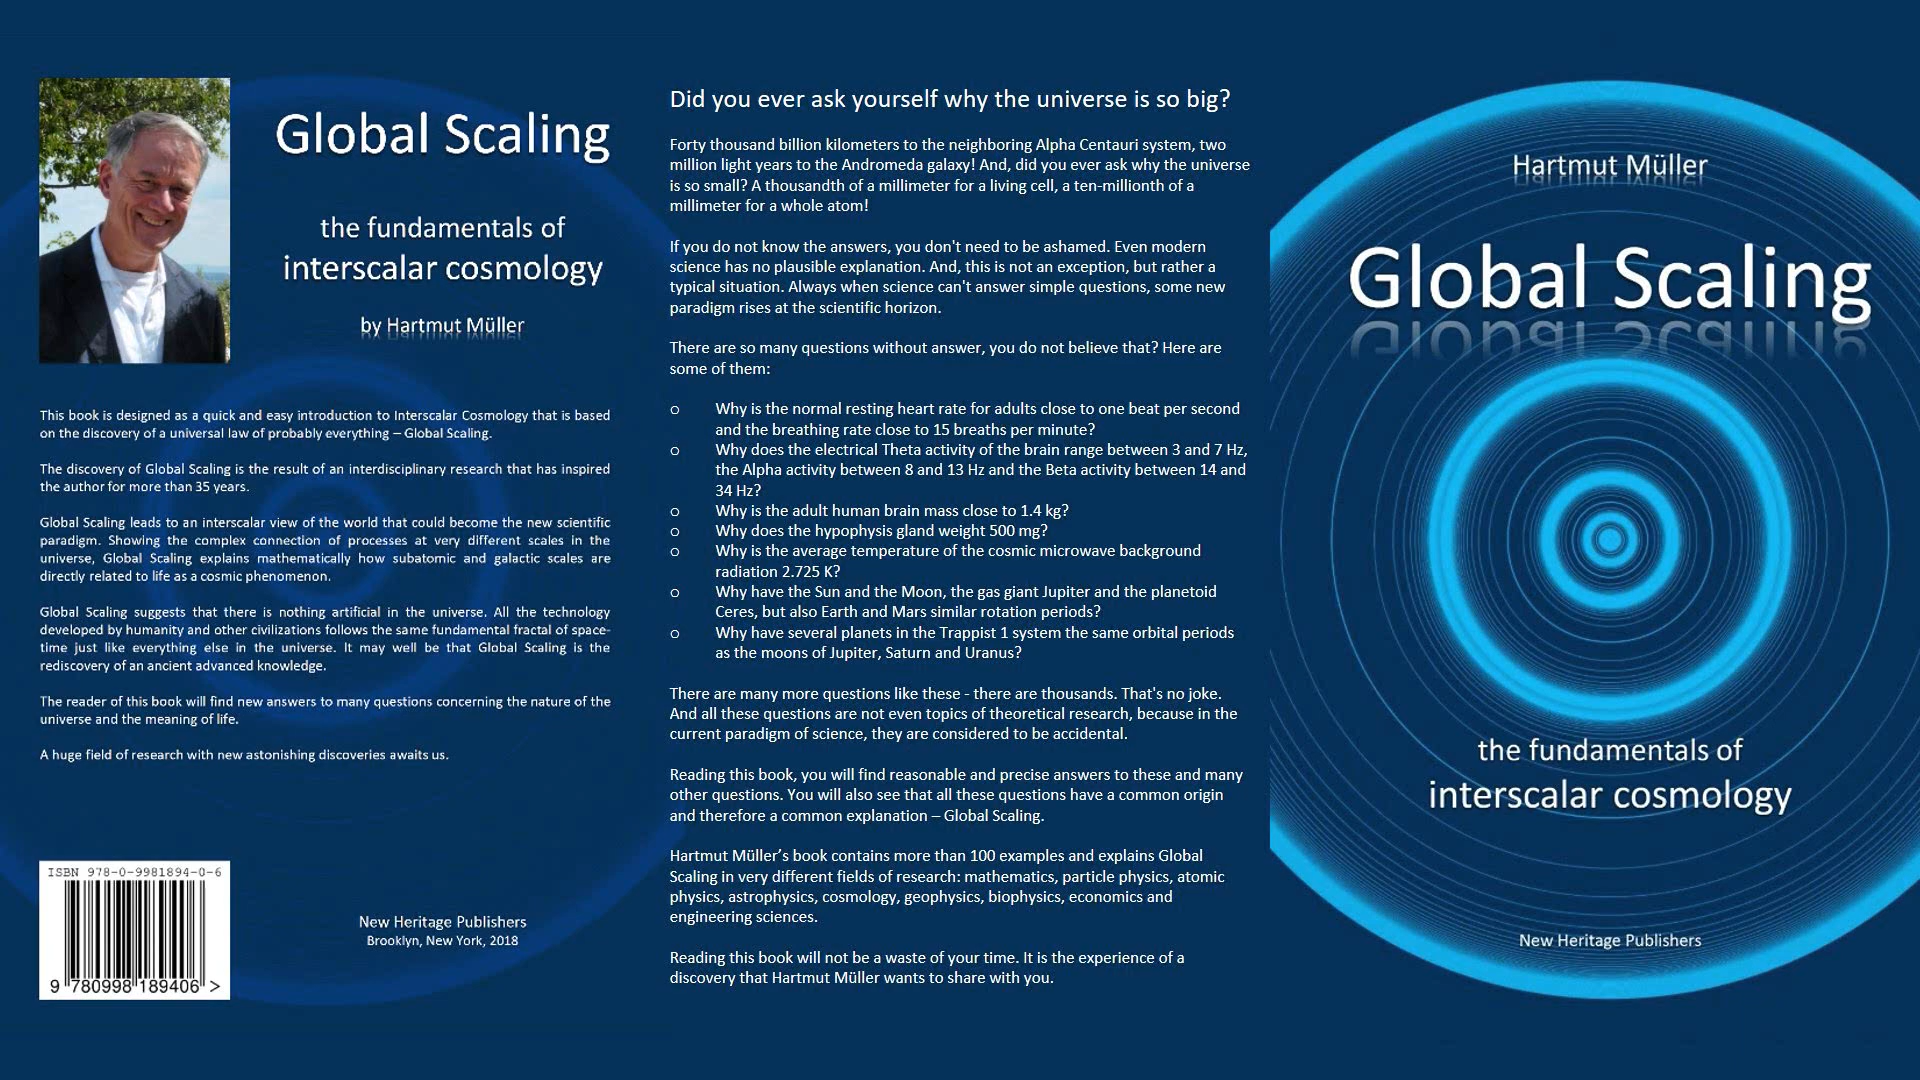 Global Scaling
the fundamentals of
interscalar cosmology
by Hartmut Müller
This book is designed as a quick and easy introduction to Interscalar Cosmology that is based
on the discovery of a universal law of probably everything – Global Scaling.
The discovery of Global Scaling is the result of an interdisciplinary research that has inspired
the author for more than 35 years.
Global Scaling leads to an interscalar view of the world that could become the new scientific
paradigm. Showing the complex connection of processes at very different scales in the
universe, Global Scaling explains mathematically how subatomic and galactic scales are
directly related to life as a cosmic phenomenon.
Global Scaling suggests that there is nothing artificial in the universe. All the technology
developed by humanity and other civilizations follows the same fundamental fractal of space-
time just like everything else in the universe. It may well be that Global Scaling is the
rediscovery of an ancient advanced knowledge.
The reader of this book will find new answers to many questions concerning the nature of the
universe and the meaning of life.
A huge field of research with new astonishing discoveries awaits us.
ISBN 978-0-9981894-0-6
9 780998 189406 >
New Heritage Publishers
Brooklyn, New York, 2018
Did you ever ask yourself why the universe is so big?
Forty thousand billion kilometers to the neighboring Alpha Centauri system, two
million light years to the Andromeda galaxy! And, did you ever ask why the universe
is so small? A thousandth of a millimeter for a living cell, a ten-millionth of a
millimeter for a whole atom!
If you do not know the answers, you don't need to be ashamed. Even modern
science has no plausible explanation. And, this is not an exception, but rather a
typical situation. Always when science can't answer simple questions, some new
paradigm rises at the scientific horizon.
There are so many questions without answer, you do not believe that? Here are
some of them:
o Why is the normal resting heart rate for adults close to one beat per second
and the breathing rate close to 15 breaths per minute?
o Why does the electrical Theta activity of the brain range between 3 and 7 Hz,
the Alpha activity between 8 and 13 Hz and the Beta activity between 14 and
34 Hz?
o Why is the adult human brain mass close to 1.4 kg?
o Why does the hypophysis gland weight 500 mg?
o Why is the average temperature of the cosmic microwave background
radiation 2.725 K?
o Why have the Sun and the Moon, the gas giant Jupiter and the planetoid
Ceres, but also Earth and Mars similar rotation periods?
o Why have several planets in the Trappist 1 system the same orbital periods
as the moons of Jupiter, Saturn and Uranus?
There are many more questions like these - there are thousands. That's no joke.
And all these questions are not even topics of theoretical research, because in the
current paradigm of science, they are considered to be accidental.
Reading this book, you will find reasonable and precise answers to these and many
other questions. You will also see that all these questions have a common origin
and therefore a common explanation – Global Scaling.
Hartmut Müller’s book contains more than 100 examples and explains Global
Scaling in very different fields of research: mathematics, particle physics, atomic
physics, astrophysics, cosmology, geophysics, biophysics, economics and
engineering sciences.
Reading this book will not be a waste of your time. It is the experience of a
discovery that Hartmut Müller wants to share with you.
Hartmut Müller
Global Scaling
the fundamentals of
interscalar cosmology
New Heritage Publishers